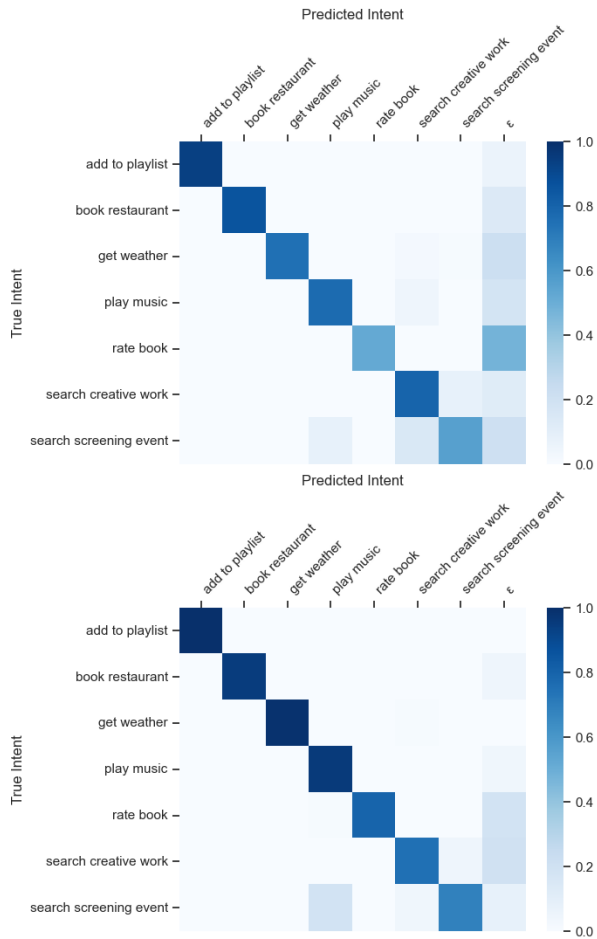 Predicted Intent
add to playlist
book restaurant
get weather
play music
rate book
search creative work
search screening event
ε
True Intent
add to playlist
book restaurant
get weather
play music
rate book
search creative work
search screening event
1.0
0.8
0.6
0.4
0.2
0.0
Predicted Intent
add to playlist
book restaurant
get weather
play music
rate book
search creative work
search screening event
ε
True Intent
add to playlist
book restaurant
get weather
play music
rate book
search creative work
search screening event
1.0
0.8
0.6
0.4
0.2
0.0